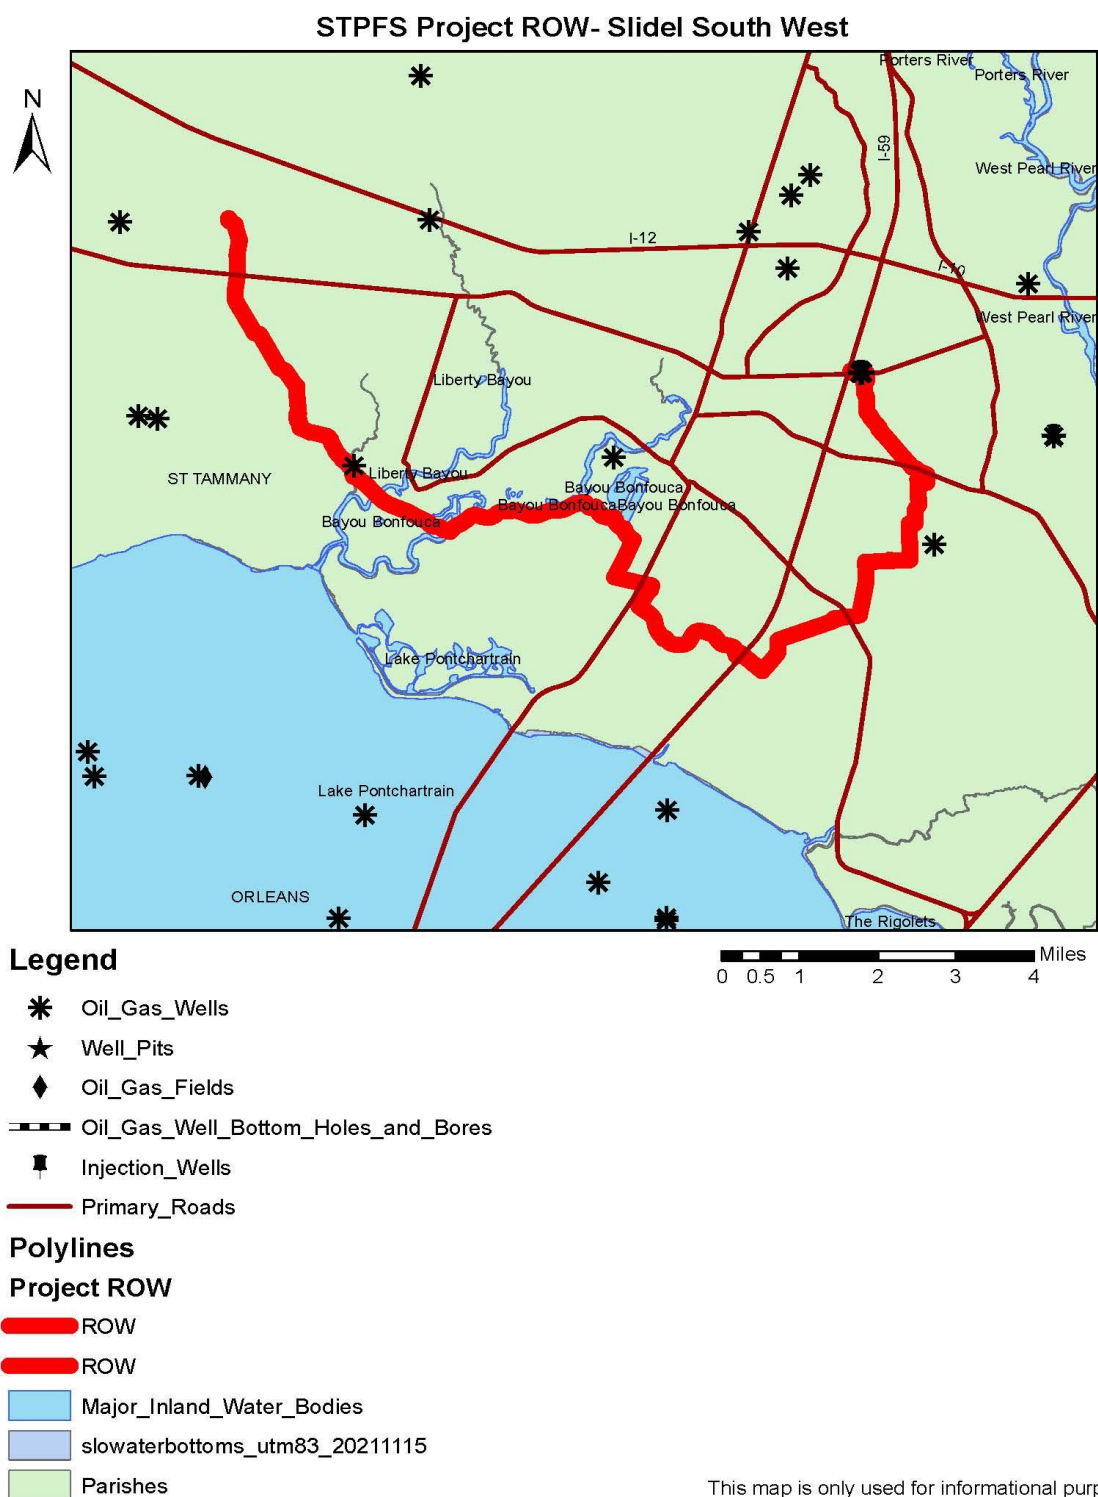 STPFS Project ROW- Slidel South West
N
Porters River
Porters River
I-59
West Pearl River
I-12
I-10
West Pearl River
Liberty Bayou
Liberty Bayou
ST TAMMANY
Bayou Bonfouca
Bayou Bonfouca
Bayou Bonfouca
Bayou Bonfouca
Lake Pontchartrain
Lake Pontchartrain
ORLEANS
The Rigolets
Legend
Miles
0 0.5 1 2 3 4
Oil_Gas_Wells
Well_Pits
Oil_Gas_Fields
Oil_Gas_Well_Bottom_Holes_and_Bores
Injection_Wells
Primary_Roads
Polylines
Project ROW
ROW
ROW
Major_Inland_Water_Bodies
slowaterbottoms_utm83_20211115
Parishes
This map is only used for informational purp